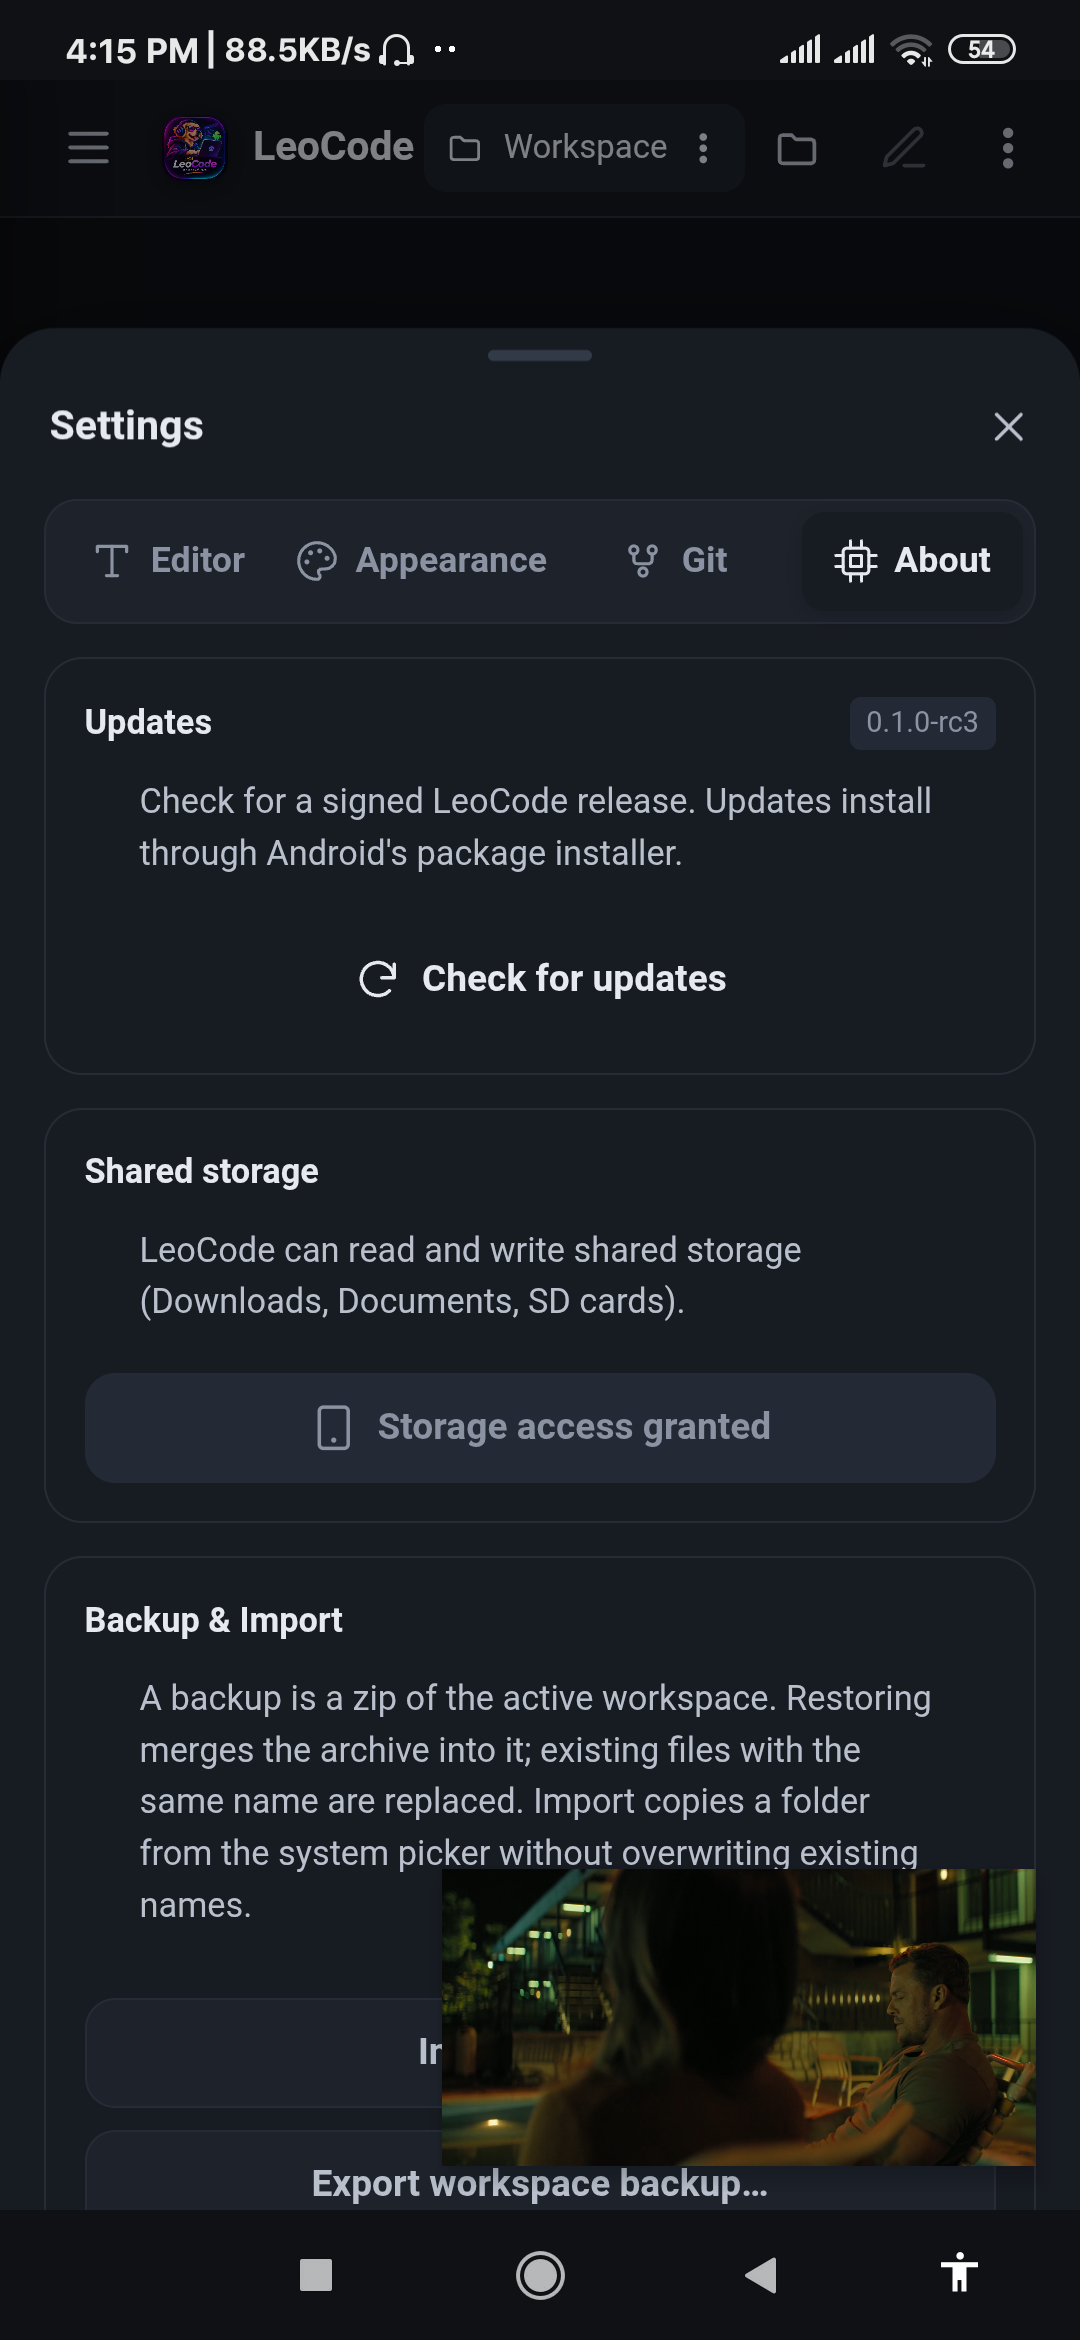 4:15 PM | 88.5KB/s
54
LeoCode
LeoCode
Workspace
Settings
Editor
Appearance
Git
About
Updates
0.1.0-rc3
Check for a signed LeoCode release. Updates install
through Android's package installer.
Check for updates
Shared storage
LeoCode can read and write shared storage
(Downloads, Documents, SD cards).
Storage access granted
Backup & Import
A backup is a zip of the active workspace. Restoring
merges the archive into it; existing files with the
same name are replaced. Import copies a folder
from the system picker without overwriting existing
names.
Export workspace backup…